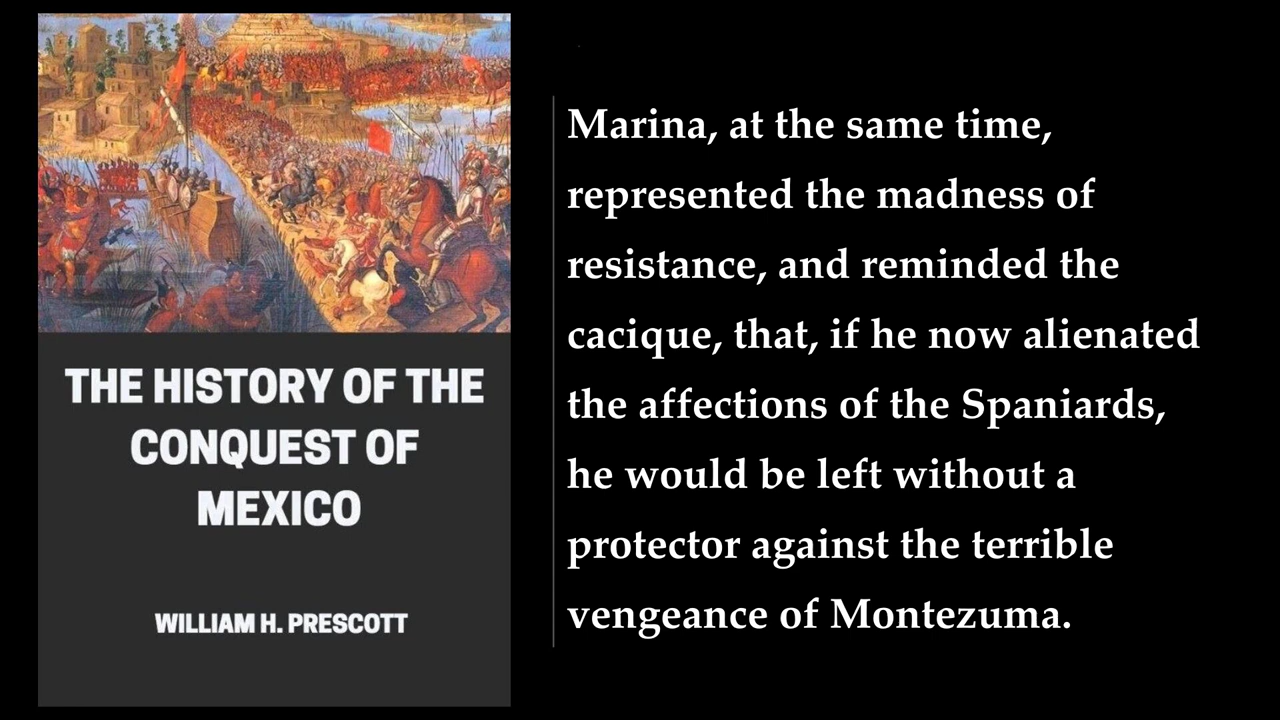 THE HISTORY OF THE
CONQUEST OF
MEXICO
WILLIAM H. PRESCOTT
Marina, at the same time,
represented the madness of
resistance, and reminded the
cacique, that, if he now alienated
the affections of the Spaniards,
he would be left without a
protector against the terrible
vengeance of Montezuma.